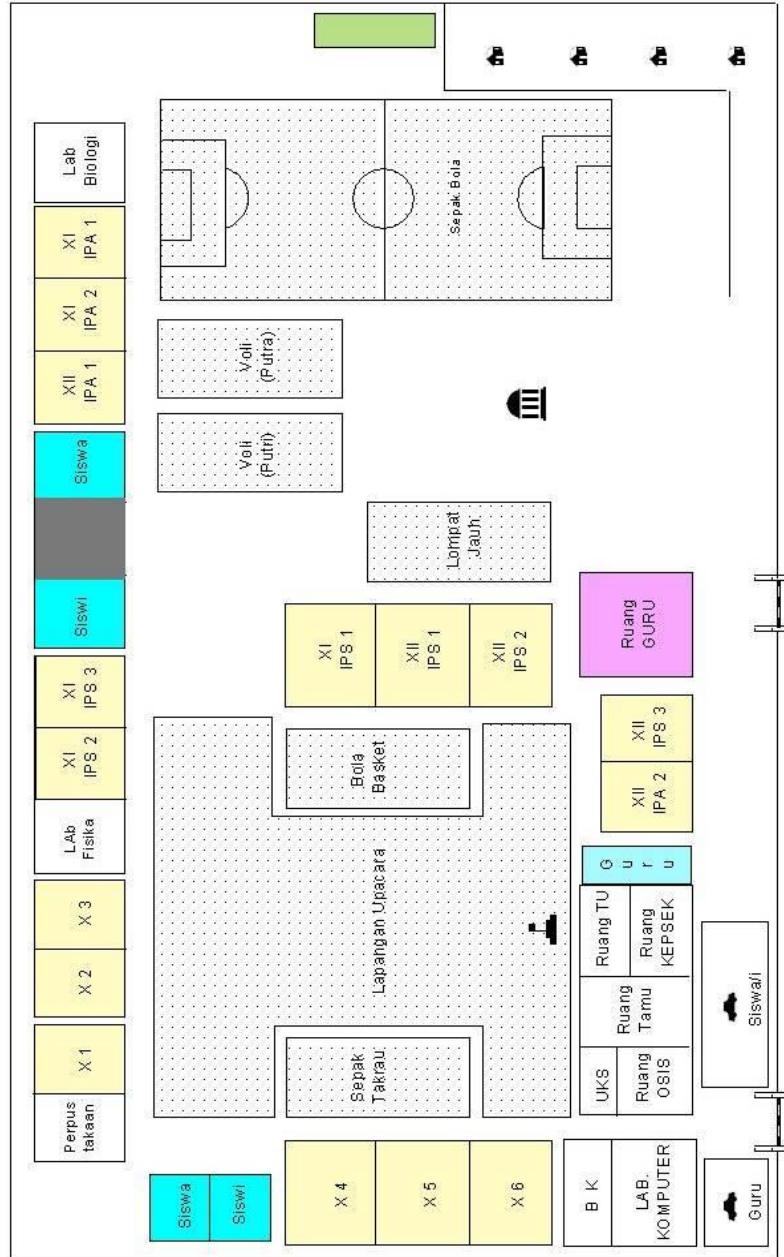 Perpus
takaan
X 1
X 2
X 3
LAb
Fisika
XI
IPS 2
XI
IPS 3
Siswi
Siswa
XII
IPA 1
XI
IPA 2
XI
IPA 1
Lab
Biologi
Siswa
Siswi
Voli
(Putri)
Voli
(Putra)
Sepak Bola
X 4
X 5
X 6
Sepak
Takrau
Lapangan Upacara
Bola
Basket
XI
IPS 1
XII
IPS 1
XII
IPS 2
Lompat
Jauh
B K
LAB.
KOMPUTER
UKS
Ruang
OSIS
Ruang
Tamu
Ruang TU
Ruang
KEPSEK
G
u
r
u
XII
IPA 2
XII
IPS 3
Ruang
GURU
Guru
Siswa/i